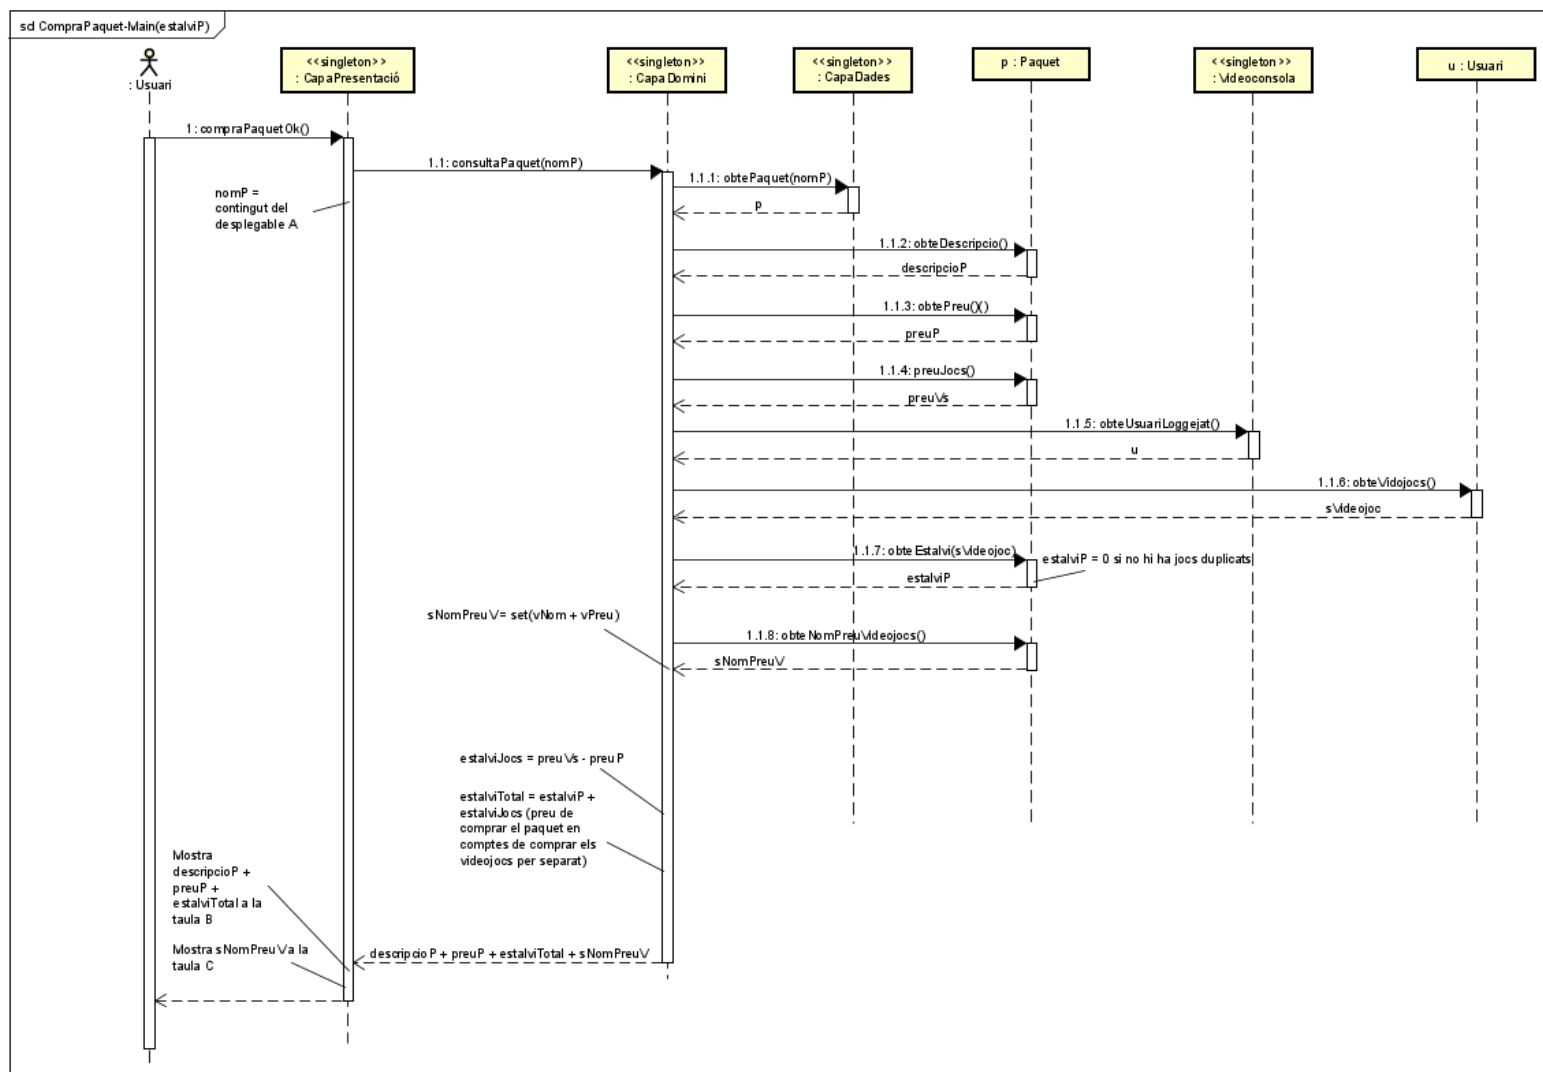 sd CompraPaquet-Main(estalviP)
: Usuari
<<singleton>>
: CapaPresentació
<<singleton>>
: CapaDomini
<<singleton>>
: CapaDades
p : Paquet
<<singleton>>
: Videoconsola
u : Usuari
1: compraPaquetOk()
1.1: consultaPaquet(nomP)
nomP =
contingut del
desplegable A
1.1.1: obtePaquet(nomP)
p
1.1.2: obteDescripcio()
descripcioP
1.1.3: obtePreu()()
preuP
1.1.4: preuJocs()
preuVs
1.1.5: obteUsuariLoggejat()
u
1.1.6: obteVidojocs()
sVideojoc
1.1.7: obteEstalvi(sVideojoc)
estalviP = 0 si no hi ha jocs duplicats
estalviP
sNomPreuV= set(vNom + vPreu)
1.1.8: obteNomPreuVideojocs()
sNomPreuV
estalviJocs = preuVs - preuP
estalviTotal = estalviP +
estalviJocs (preu de
comprar el paquet en
comptes de comprar els
videojocs per separat)
Mostra
descripcioP +
preuP +
estalviTotal a la
taula B
Mostra sNomPreuV a la
taula C
descripcioP + preuP + estalviTotal + sNomPreuV